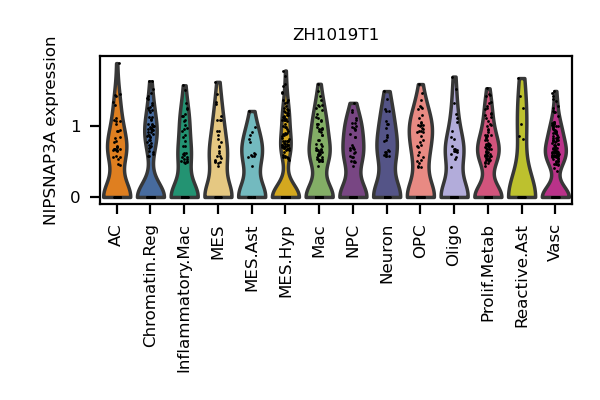 ZH1019T1
NIPSNAP3A expression
1
0
AC
Chromatin.Reg
Inflammatory.Mac
MES
MES.Ast
MES.Hyp
Mac
NPC
Neuron
OPC
Oligo
Prolif.Metab
Reactive.Ast
Vasc